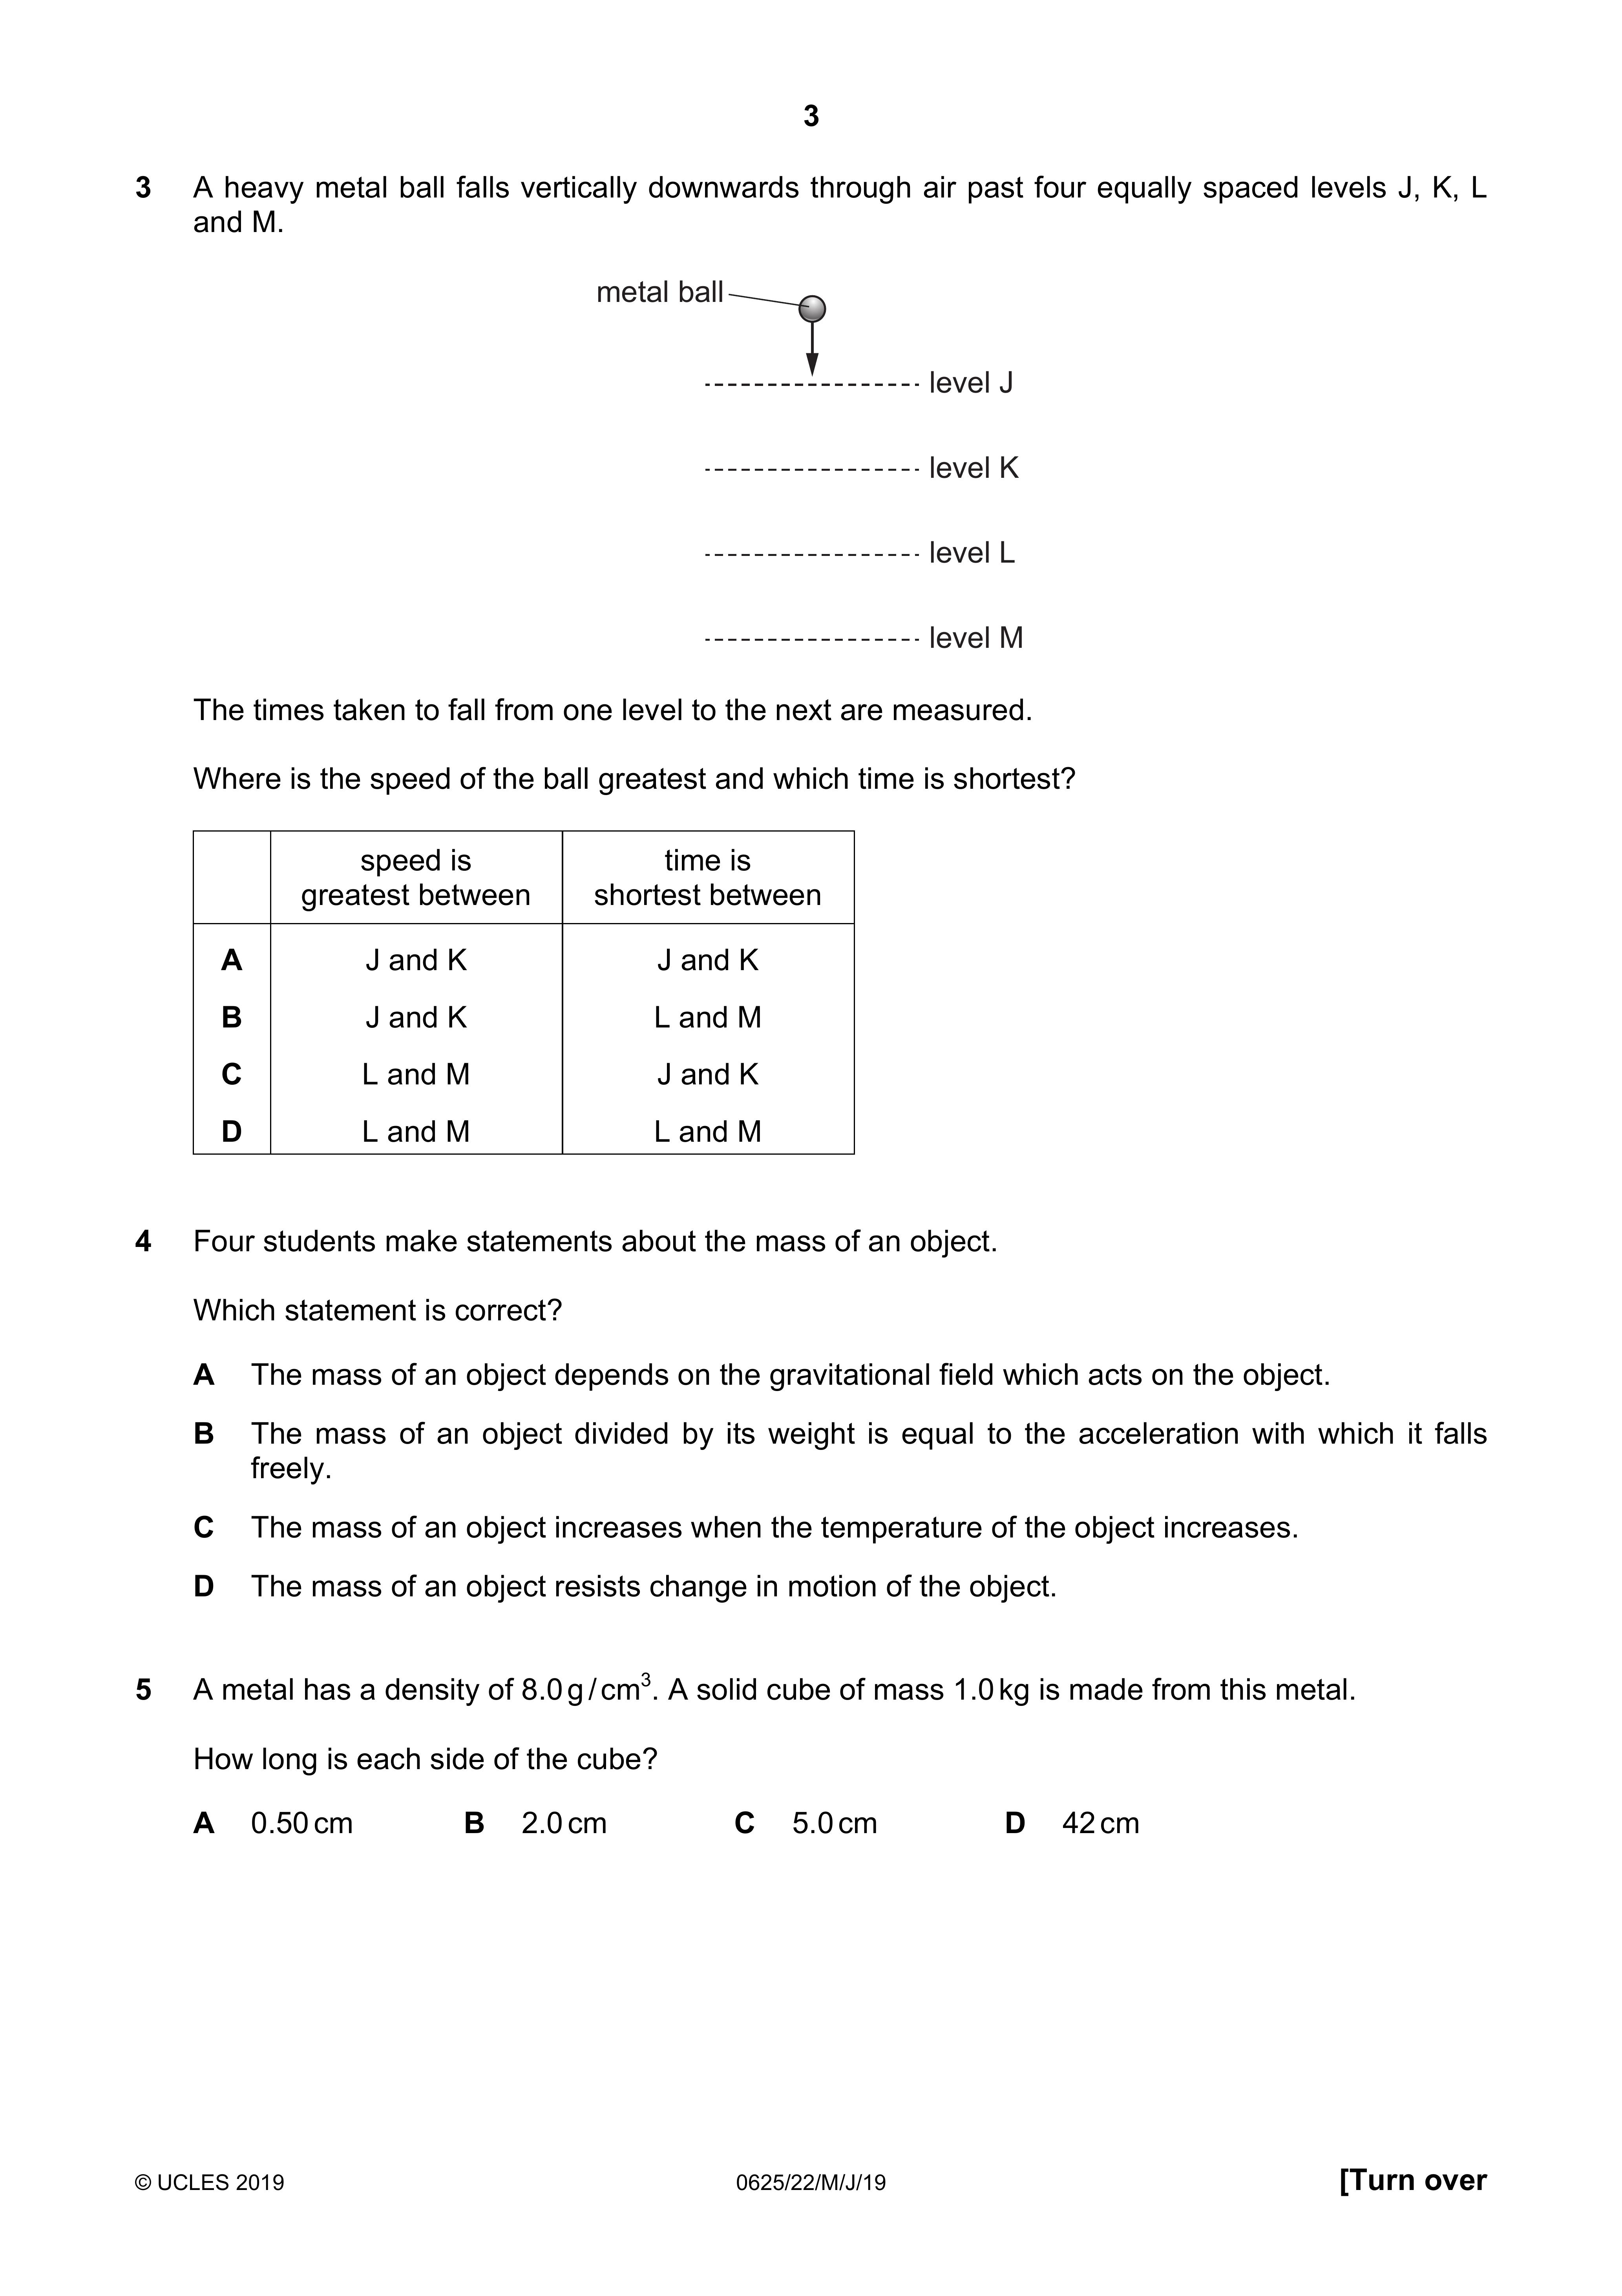 3
3 A heavy metal ball falls vertically downwards through air past four equally spaced levels J, K, L
and M.
metal ball
level J
level K
level L
level M
The times taken to fall from one level to the next are measured.
Where is the speed of the ball greatest and which time is shortest?
speed is
greatest between
time is
shortest between
A J and K J and K
B J and K L and M
C L and M J and K
D L and M L and M
4 Four students make statements about the mass of an object.
Which statement is correct?
A The mass of an object depends on the gravitational field which acts on the object.
B The mass of an object divided by its weight is equal to the acceleration with which it falls
freely.
C The mass of an object increases when the temperature of the object increases.
D The mass of an object resists change in motion of the object.
5 A metal has a density of 8.0 g / cm³. A solid cube of mass 1.0 kg is made from this metal.
How long is each side of the cube?
A 0.50 cm B 2.0 cm C 5.0 cm D 42 cm
© UCLES 2019 0625/22/M/J/19 [Turn over